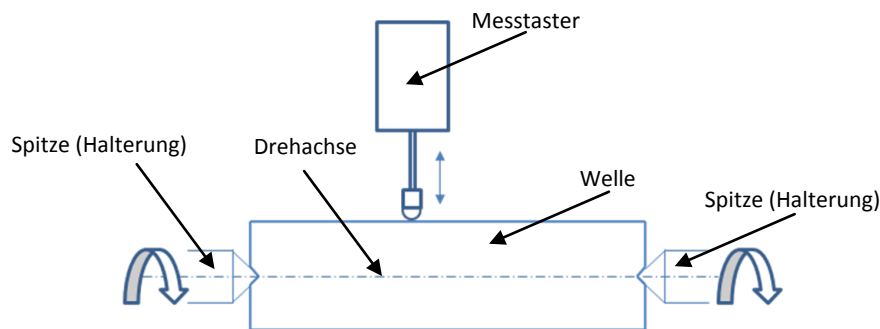 Messtaster
Spitze (Halterung)
Drehachse
Welle
Spitze (Halterung)